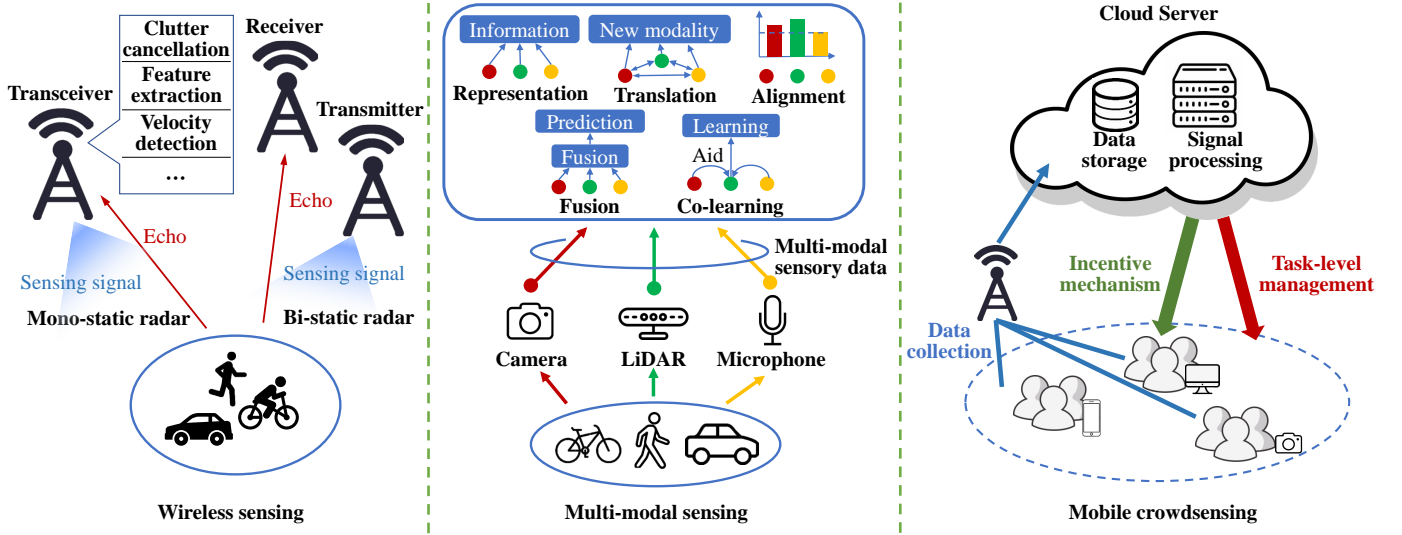 Clutter
cancellation
Feature
extraction
Velocity
detection
...
Transceiver
Receiver
Transmitter
Echo
Echo
Sensing signal
Sensing signal
Mono-static radar
Bi-static radar
Wireless sensing
Information
Representation
New modality
Translation
Alignment
Prediction
Fusion
Fusion
Learning
Aid
Co-learning
Multi-modal
sensory data
Camera
LiDAR
Microphone
Multi-modal sensing
Cloud Server
Data
storage
Signal
processing
Incentive
mechanism
Task-level
management
Data
collection
Mobile crowdsensing